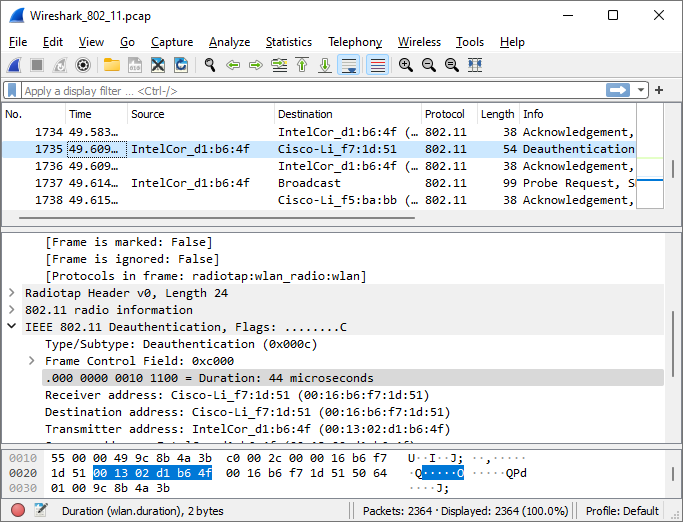 Wireshark_802_11.pcap
File Edit View Go Capture Analyze Statistics Telephony Wireless Tools Help
Apply a display filter ... <Ctrl-/>
No. Time Source Destination Protocol Length Info
1734 49.583… IntelCor_d1:b6:4f (… 802.11 38 Acknowledgement,
1735 49.609… IntelCor_d1:b6:4f Cisco-Li_f7:1d:51 802.11 54 Deauthentication
1736 49.609… IntelCor_d1:b6:4f (… 802.11 38 Acknowledgement,
1737 49.614… IntelCor_d1:b6:4f Broadcast 802.11 99 Probe Request, S
1738 49.615… Cisco-Li_f5:ba:bb (… 802.11 38 Acknowledgement,
[Frame is marked: False]
[Frame is ignored: False]
[Protocols in frame: radiotap:wlan_radio:wlan]
Radiotap Header v0, Length 24
802.11 radio information
IEEE 802.11 Deauthentication, Flags: ........C
Type/Subtype: Deauthentication (0x000c)
Frame Control Field: 0xc000
.000 0000 0010 1100 = Duration: 44 microseconds
Receiver address: Cisco-Li_f7:1d:51 (00:16:b6:f7:1d:51)
Destination address: Cisco-Li_f7:1d:51 (00:16:b6:f7:1d:51)
Transmitter address: IntelCor_d1:b6:4f (00:13:02:d1:b6:4f)
0010 55 00 00 49 9c 8b 4a 3b c0 00 2c 00 00 16 b6 f7 U··I··J; ··,·····
0020 1d 51 00 13 02 d1 b6 4f 00 16 b6 f7 1d 51 50 64 ·Q·····O ·····QPd
0030 01 00 9c 8b 4a 3b ····J;
Duration (wlan.duration), 2 bytes Packets: 2364 · Displayed: 2364 (100.0%) Profile: Default